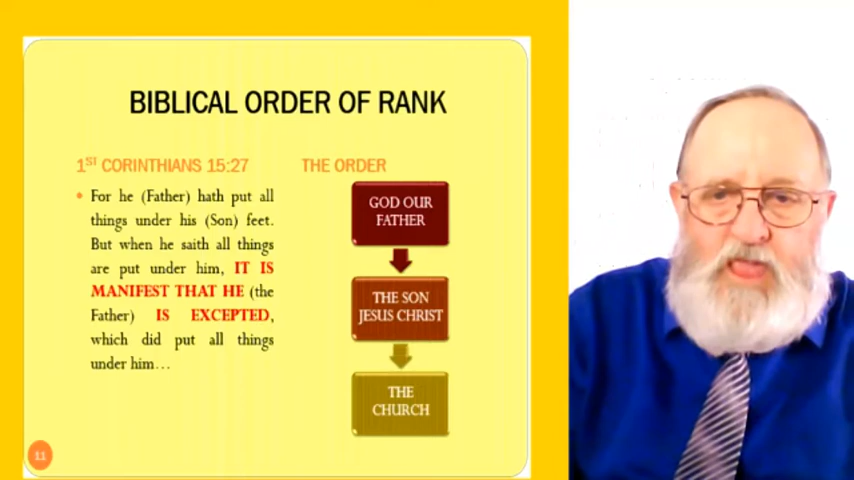 BIBLICAL ORDER OF RANK
1ST CORINTHIANS 15:27
For he (Father) hath put all
things under his (Son) feet.
But when he saith all things
are put under him, IT IS
MANIFEST THAT HE (the
Father) IS EXCEPTED,
which did put all things
under him…
THE ORDER
GOD OUR
FATHER
THE SON
JESUS CHRIST
THE
CHURCH
11